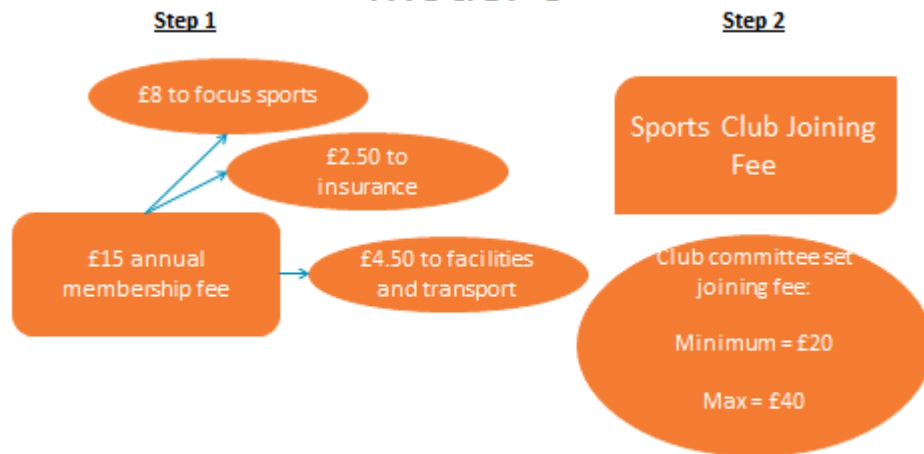 Step 1
Step 2
£8 to focus sports
£2.50 to
insurance
£15 annual
membership fee
£4.50 to facilities
and transport
Sports Club Joining
Fee
Club committee set
joining fee:
Minimum = £20
Max = £40